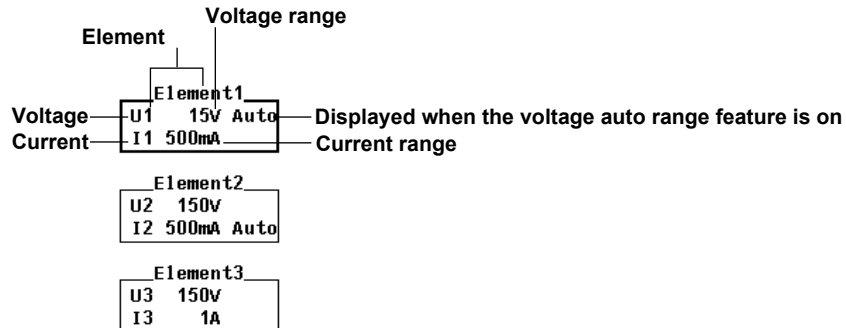 Voltage range
Element
Element1
Voltage U1 15V Auto Displayed when the voltage auto range feature is on
Current I1 500mA Current range
Element2
U2 150V
I2 500mA Auto
Element3
U3 150V
I3 1A